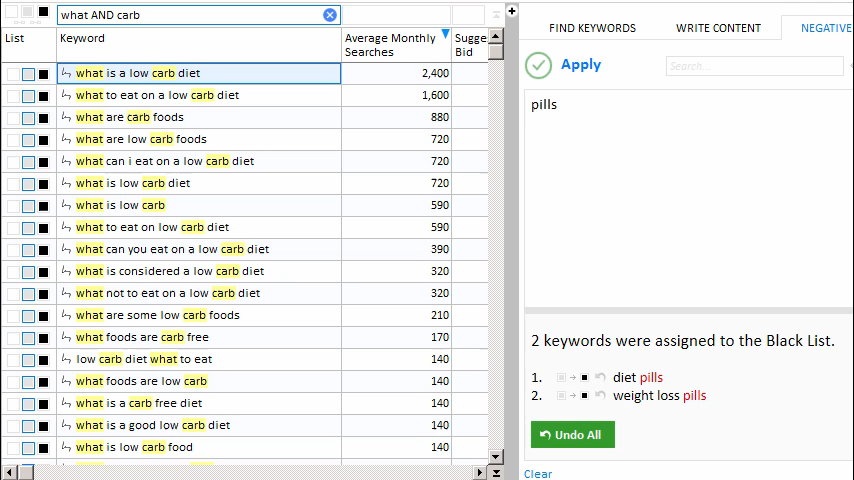 what AND carb
List Keyword Average Monthly Searches Sugge Bid
what is a low carb diet 2,400
what to eat on a low carb diet 1,600
what are carb foods 880
what are low carb foods 720
what can i eat on a low carb diet 720
what is low carb diet 720
what is low carb 590
what to eat on low carb diet 590
what can you eat on a low carb diet 390
what is considered a low carb diet 320
what not to eat on a low carb diet 320
what are some low carb foods 210
what foods are carb free 170
low carb diet what to eat 140
what foods are low carb 140
what is a carb free diet 140
what is a good low carb diet 140
what is low carb food 140
FIND KEYWORDS WRITE CONTENT NEGATIVE
Apply Search...
pills
2 keywords were assigned to the Black List.
1. diet pills
2. weight loss pills
Undo All
Clear